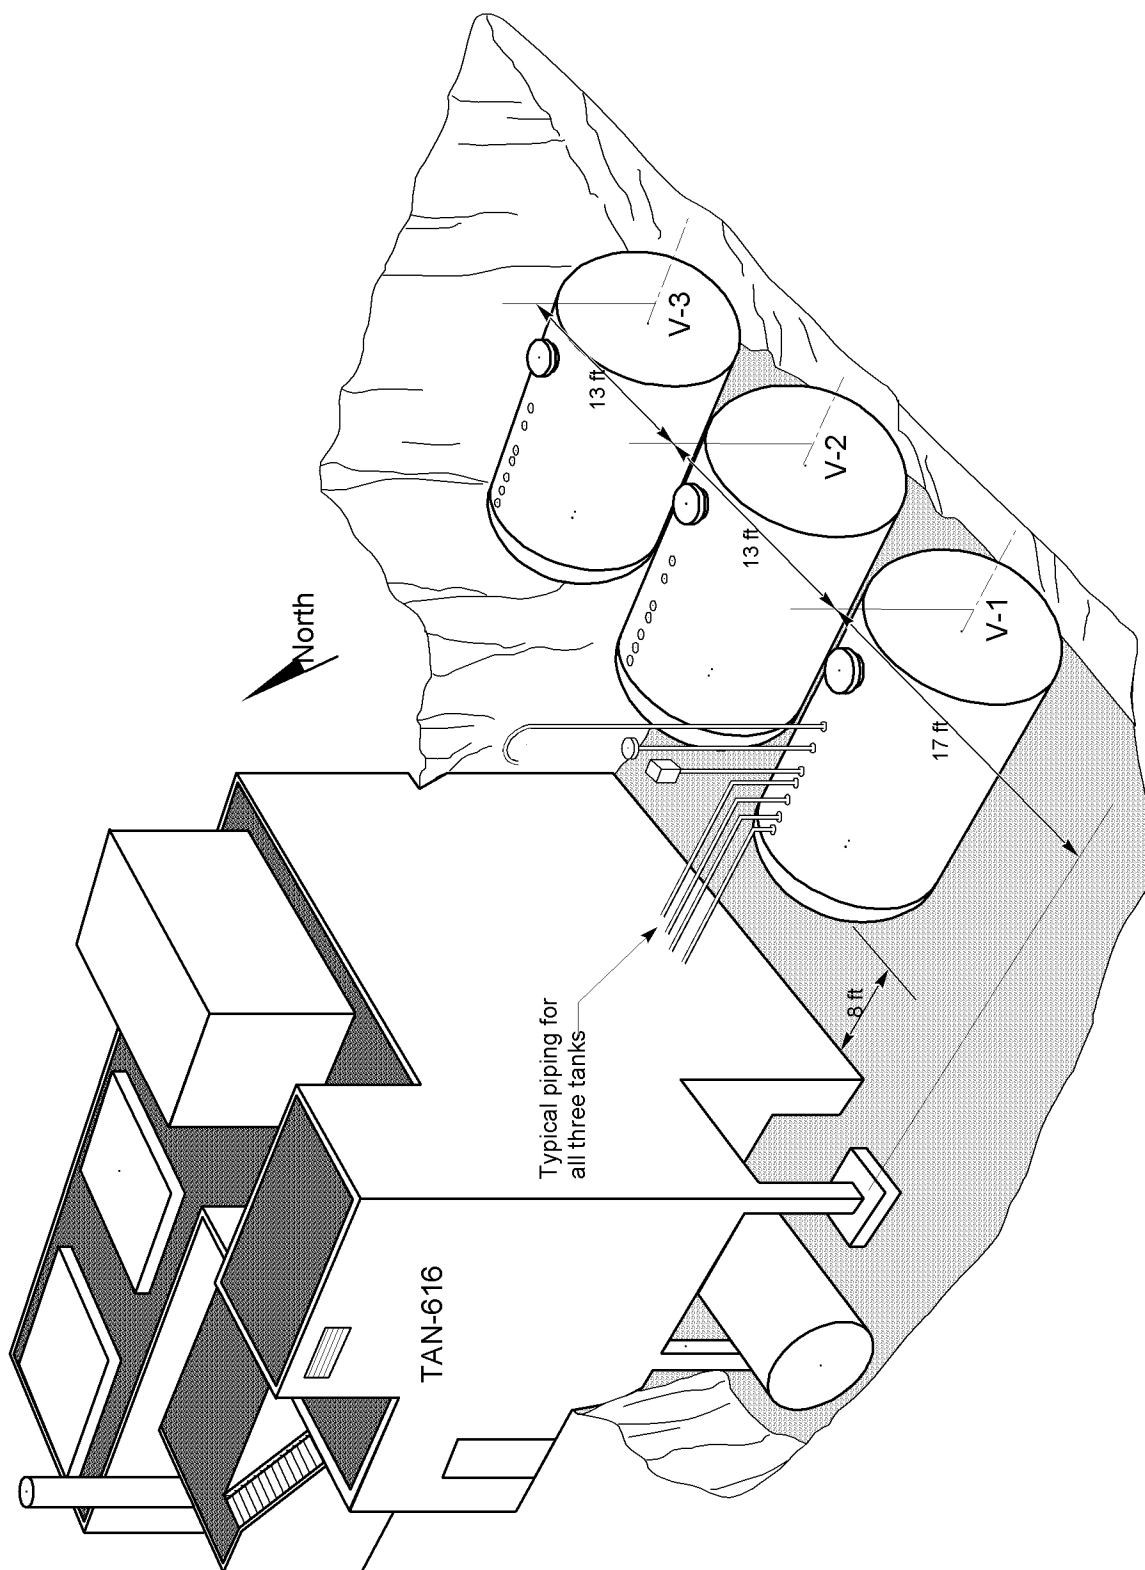 North
V-3
13 ft
V-2
13 ft
V-1
17 ft
8 ft
Typical piping for
all three tanks
TAN-616